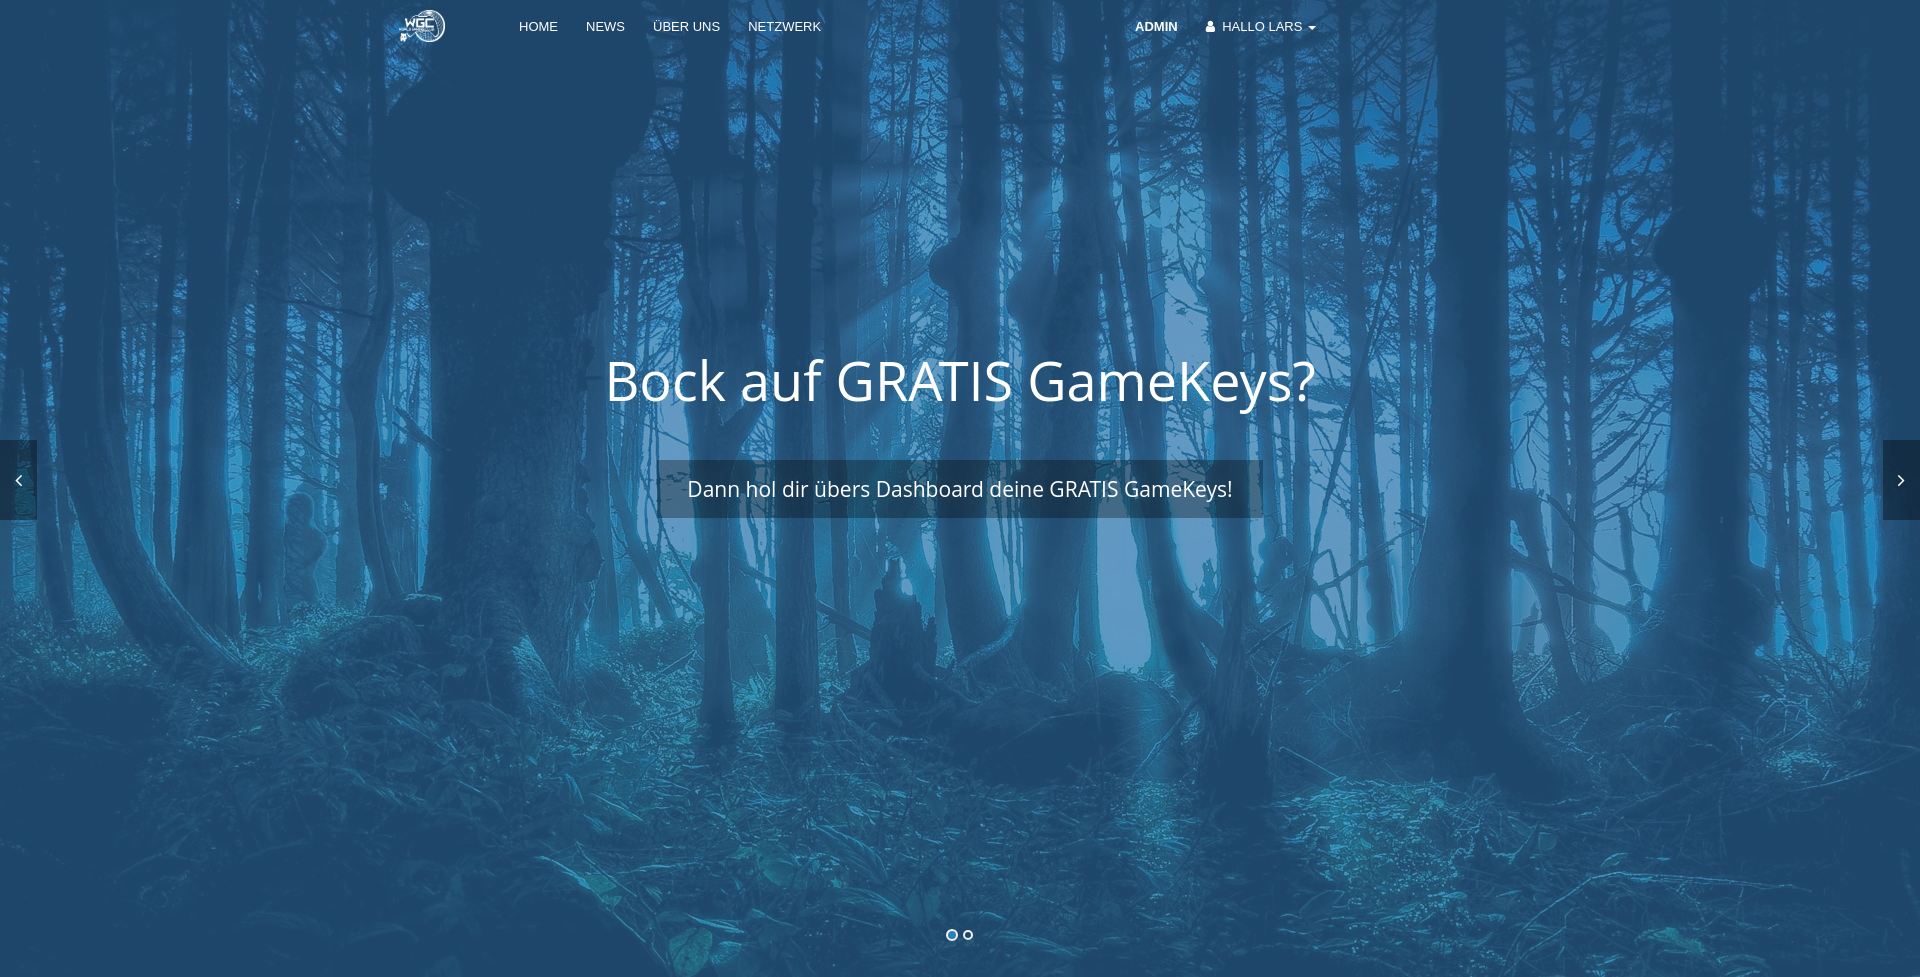 WGC
HOME
NEWS
ÜBER UNS
NETZWERK
ADMIN
HALLO LARS
Bock auf GRATIS GameKeys?
Dann hol dir übers Dashboard deine GRATIS GameKeys!